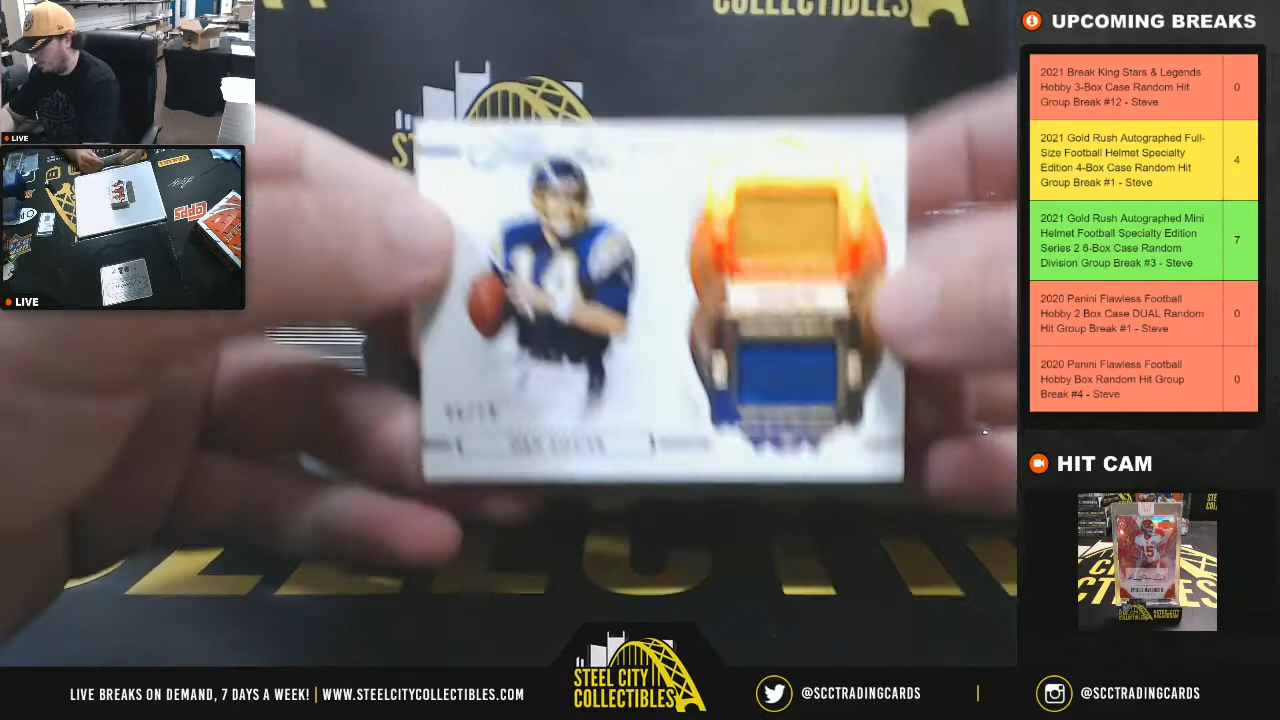 COLLECTIBLES
LIVE
LIVE
UPCOMING BREAKS
2021 Break King Stars & Legends
Hobby 3-Box Case Random Hit
Group Break #12 - Steve
0
2021 Gold Rush Autographed Full-
Size Football Helmet Specialty
Edition 4-Box Case Random Hit
Group Break #1 - Steve
4
2021 Gold Rush Autographed Mini
Helmet Football Specialty Edition
Series 2 6-Box Case Random
Division Group Break #3 - Steve
7
2020 Panini Flawless Football
Hobby 2 Box Case DUAL Random
Hit Group Break #1 - Steve
0
2020 Panini Flawless Football
Hobby Box Random Hit Group
Break #4 - Steve
0
HIT CAM
LIVE BREAKS ON DEMAND, 7 DAYS A WEEK! | WWW.STEELCITYCOLLECTIBLES.COM
STEEL CITY
COLLECTIBLES
@SCCTRADINGCARDS
@SCCTRADINGCARDS